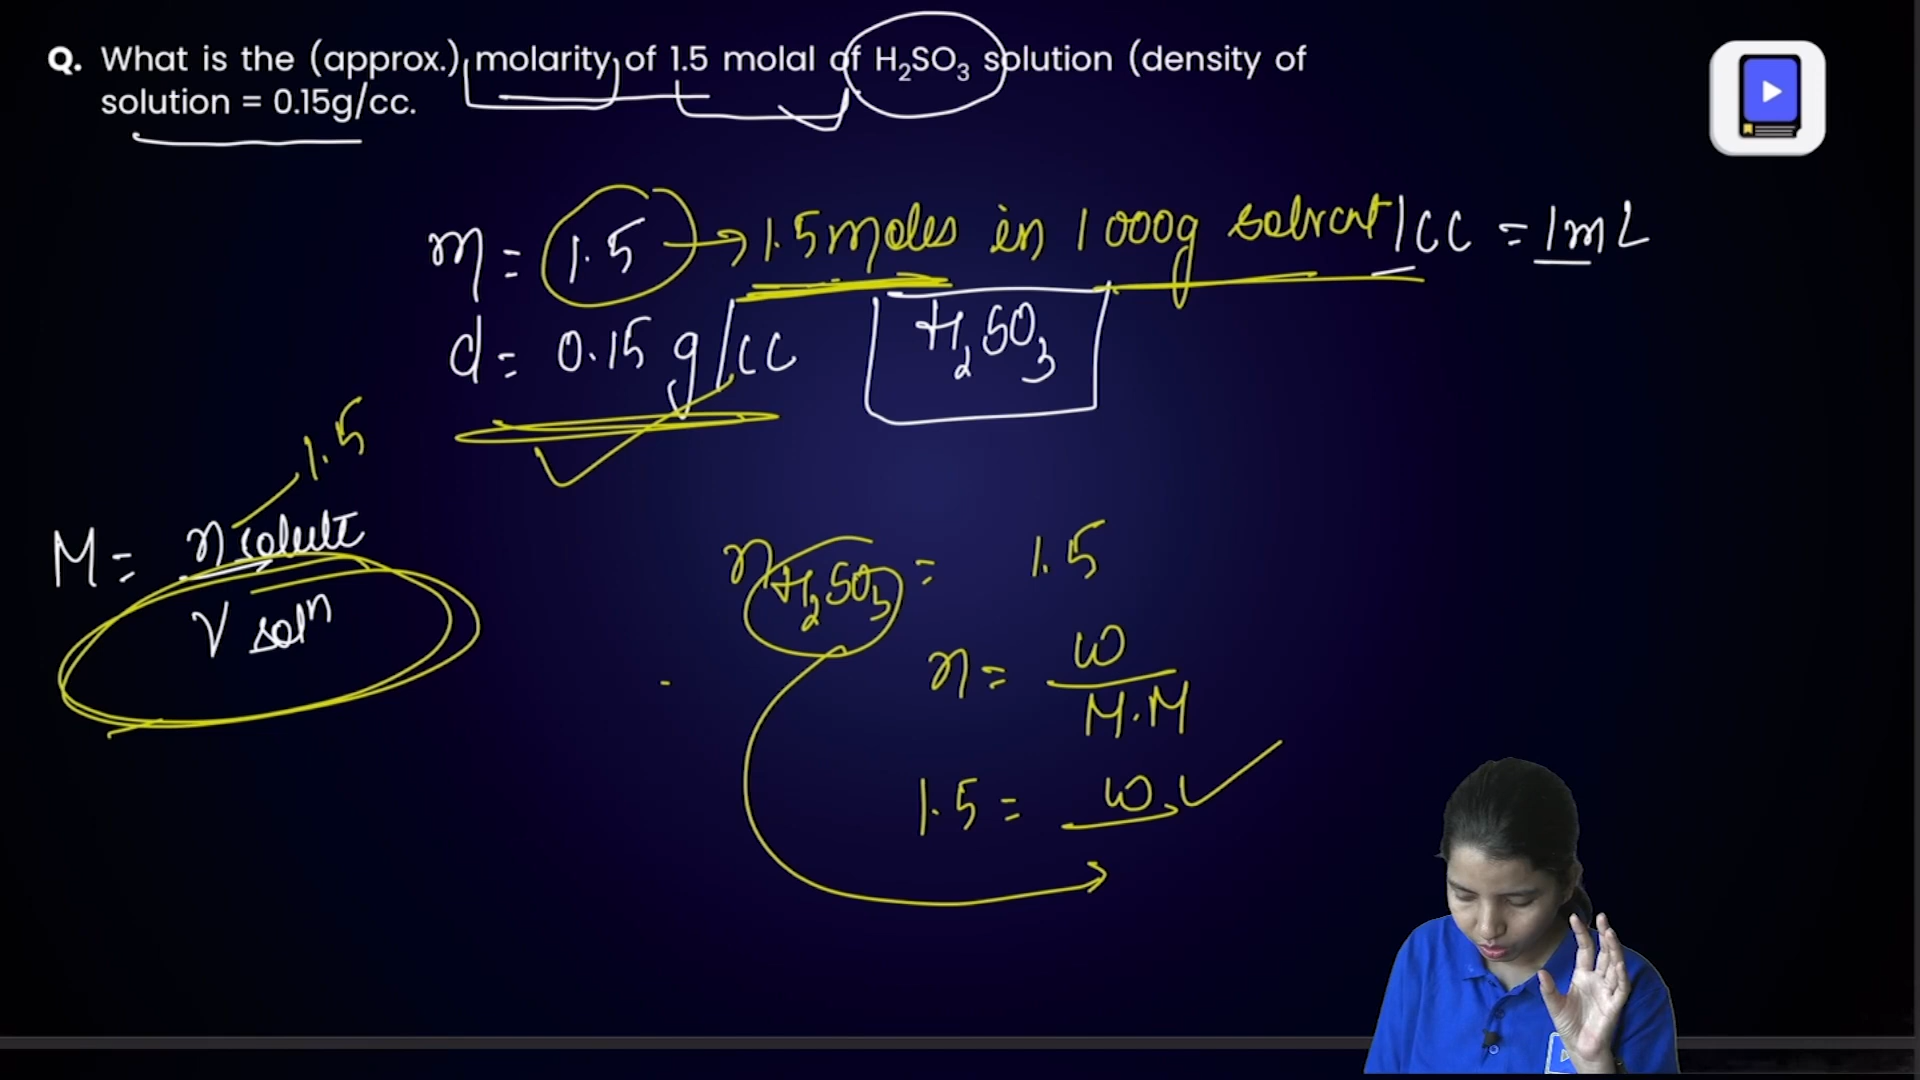 Q. What is the (approx.) molarity of 1.5 molal of H₂SO₃ solution (density of
solution = 0.15g/cc.
m = 1.5 → 1.5 moles in 1000g solvent 1CC = 1mL
d = 0.15 g/cc H₂SO₃
1.5
M = n solute
V soln
nH₂SO₃ = 1.5
n = w
M.M
1.5 = w